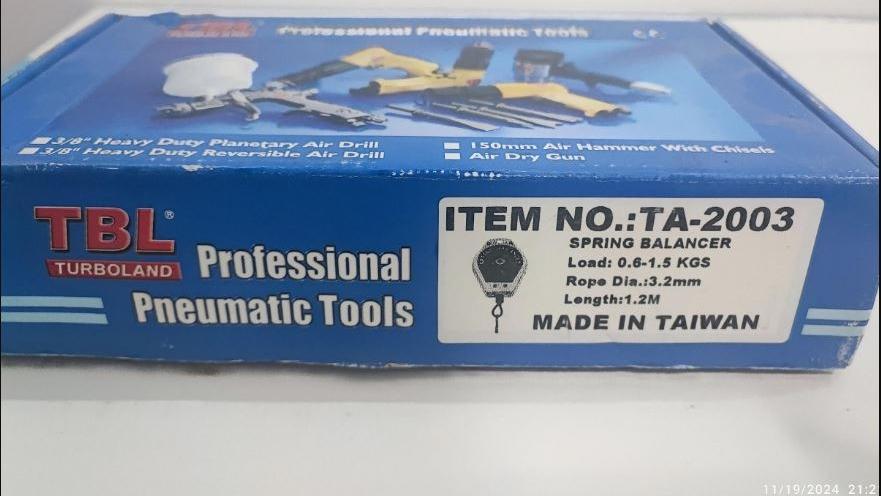 Professional Pneumatic Tools
3/8" Heavy Duty Planetary Air Drill
3/8" Heavy Duty Reversible Air Drill
150mm Air Hammer With Chisels
Air Dry Gun
TBL®
TURBOLAND
Professional
Pneumatic Tools
ITEM NO.:TA-2003
SPRING BALANCER
Load: 0.6-1.5 KGS
Rope Dia.:3.2mm
Length:1.2M
MADE IN TAIWAN
11/19/2024 21:2